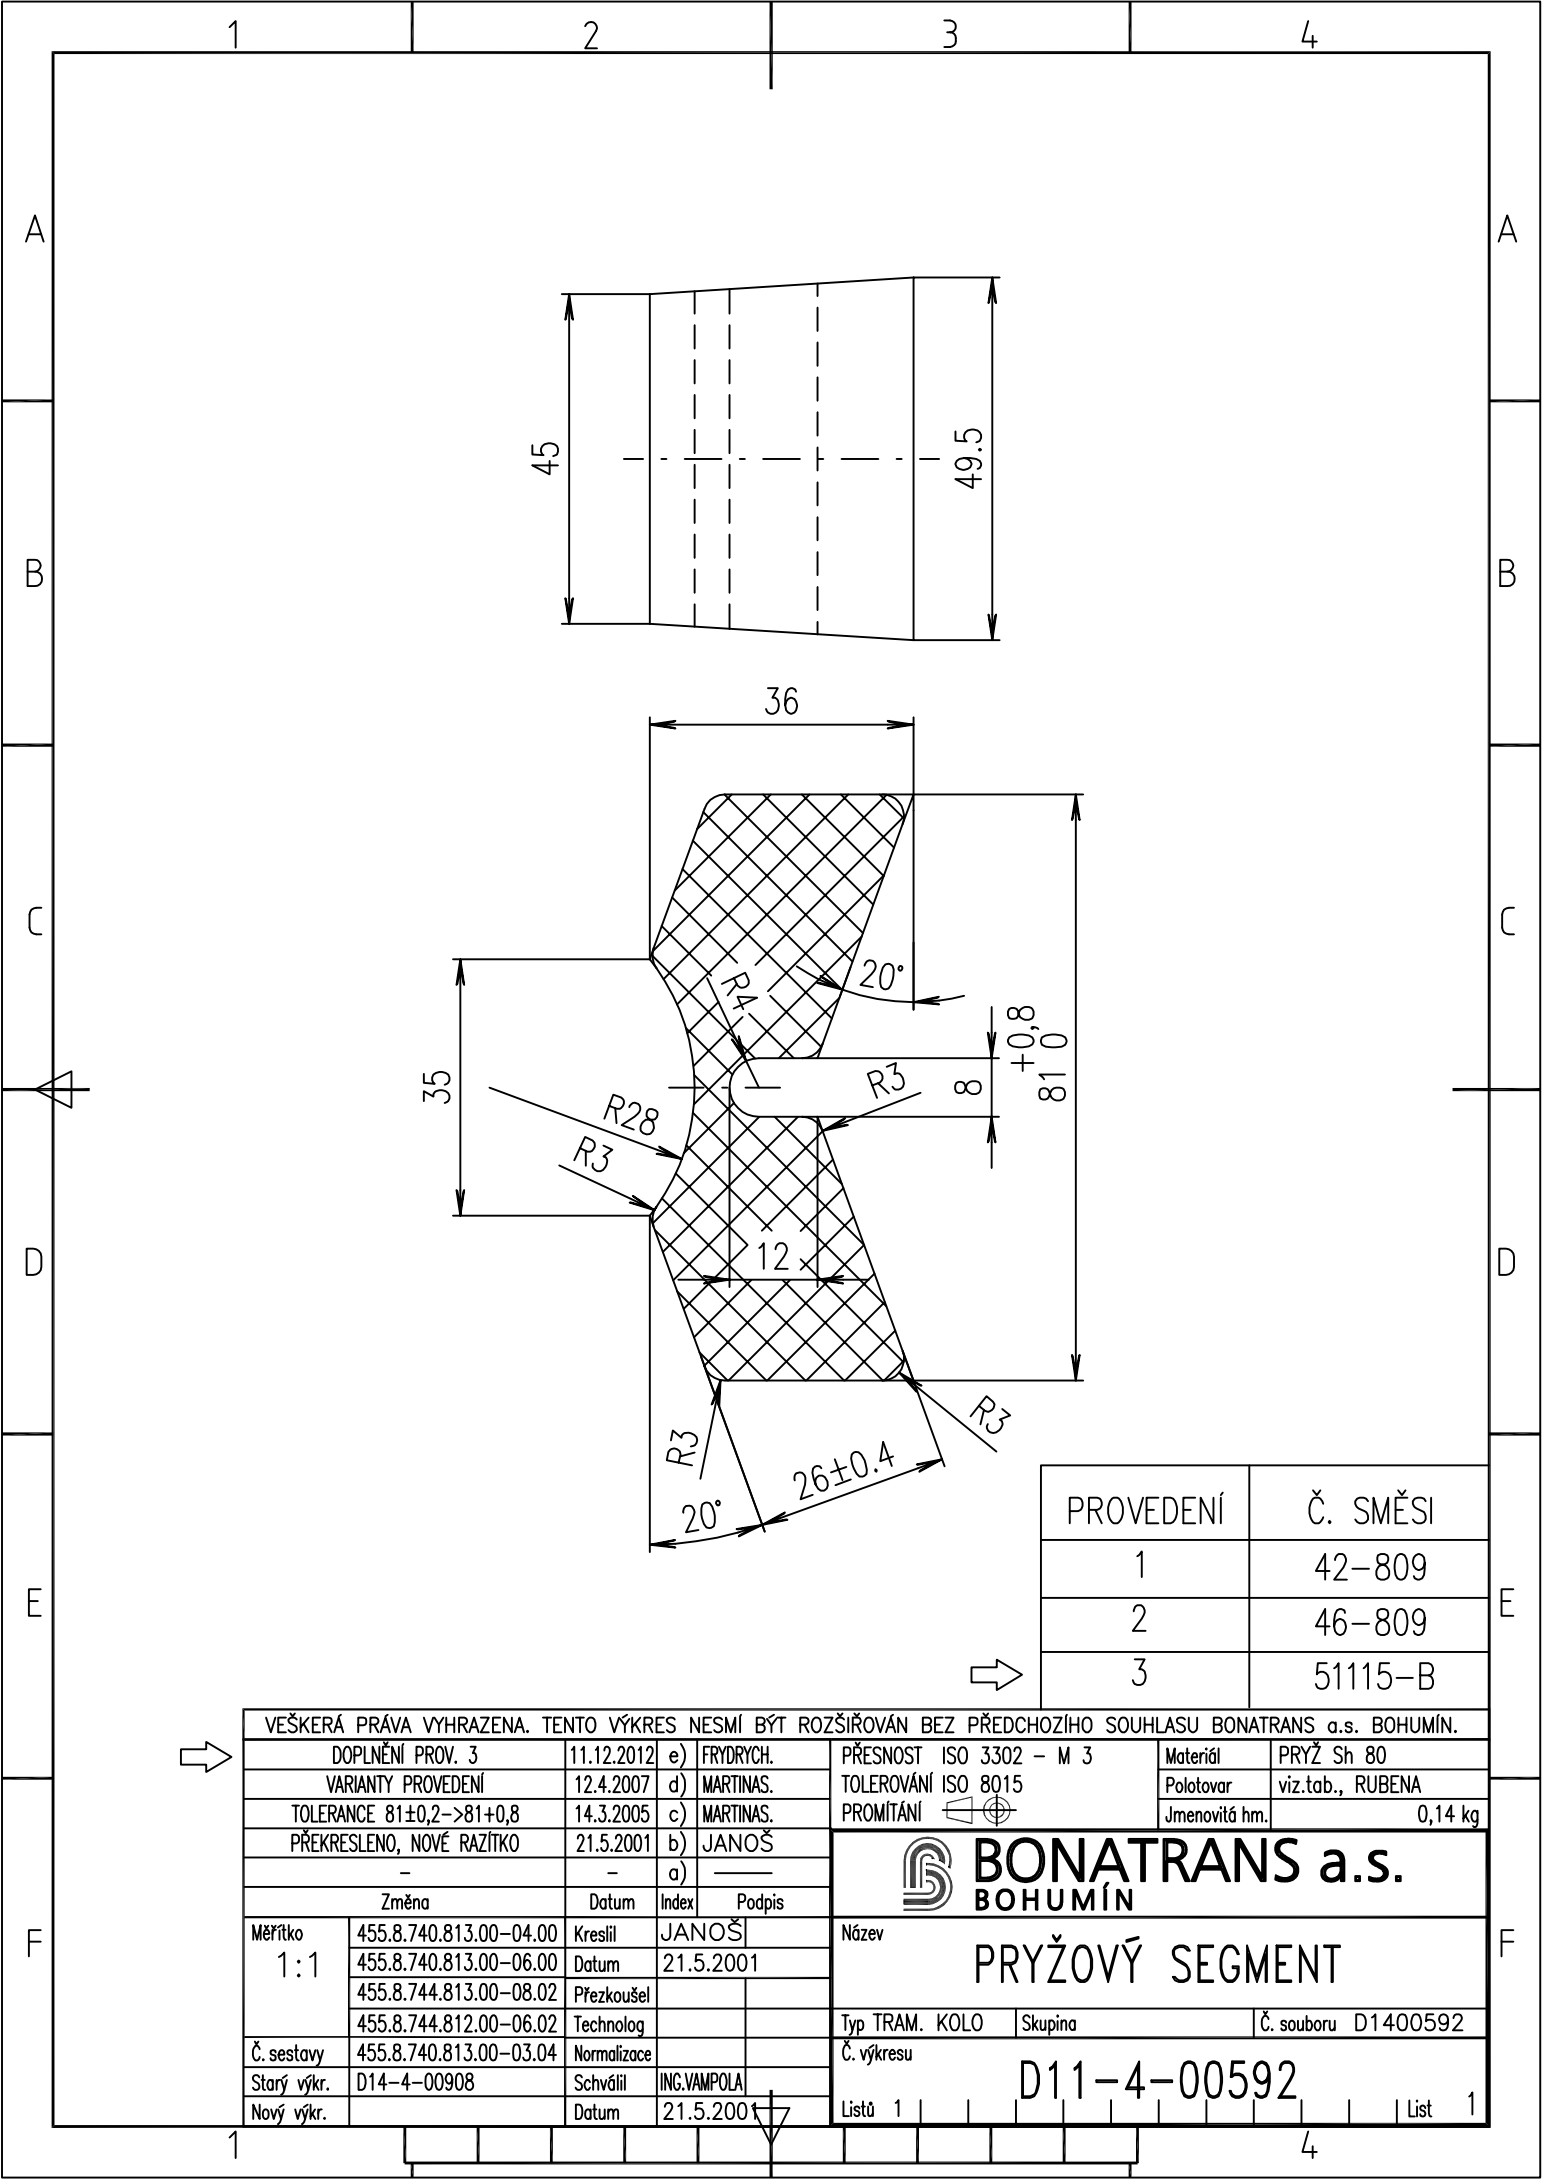 1 2 3 4
A A
45
49.5
B B
36
C C
R4
20°
+0,8
81 0
35
R28
R3
R3
8
D D
12
R3
R3
26±0.4
20°
PROVEDENÍ Č. SMĚSI
1 42-809
E E
2 46-809
3 51115-B
VEŠKERÁ PRÁVA VYHRAZENA. TENTO VÝKRES NESMÍ BÝT ROZŠIŘOVÁN BEZ PŘEDCHOZÍHO SOUHLASU BONATRANS a.s. BOHUMÍN.
DOPLNĚNÍ PROV. 3 11.12.2012 e) FRYDRYCH.
VARIANTY PROVEDENÍ 12.4.2007 d) MARTINAS.
TOLERANCE 81±0,2->81+0,8 14.3.2005 c) MARTINAS.
PŘEKRESLENO, NOVÉ RAZÍTKO 21.5.2001 b) JANOŠ
– – a) –
Změna Datum Index Podpis
PŘESNOST ISO 3302 - M 3
TOLEROVÁNÍ ISO 8015
PROMÍTÁNÍ
Materiál PRYŽ Sh 80
Polotovar viz.tab., RUBENA
Jmenovitá hm. 0,14 kg
BONATRANS a.s.
BOHUMÍN
F F
Měřítko
1:1
455.8.740.813.00-04.00 Kreslil JANOŠ
455.8.740.813.00-06.00 Datum 21.5.2001
455.8.744.813.00-08.02 Přezkoušel
455.8.744.812.00-06.02 Technolog
Č. sestavy 455.8.740.813.00-03.04 Normalizace
Starý výkr. D14-4-00908 Schválil ING.VAMPOLA
Nový výkr. Datum 21.5.2001
Název
PRYŽOVÝ SEGMENT
Typ TRAM. KOLO Skupina Č. souboru D1400592
Č. výkresu
D11-4-00592
Listů 1 List 1
1 4